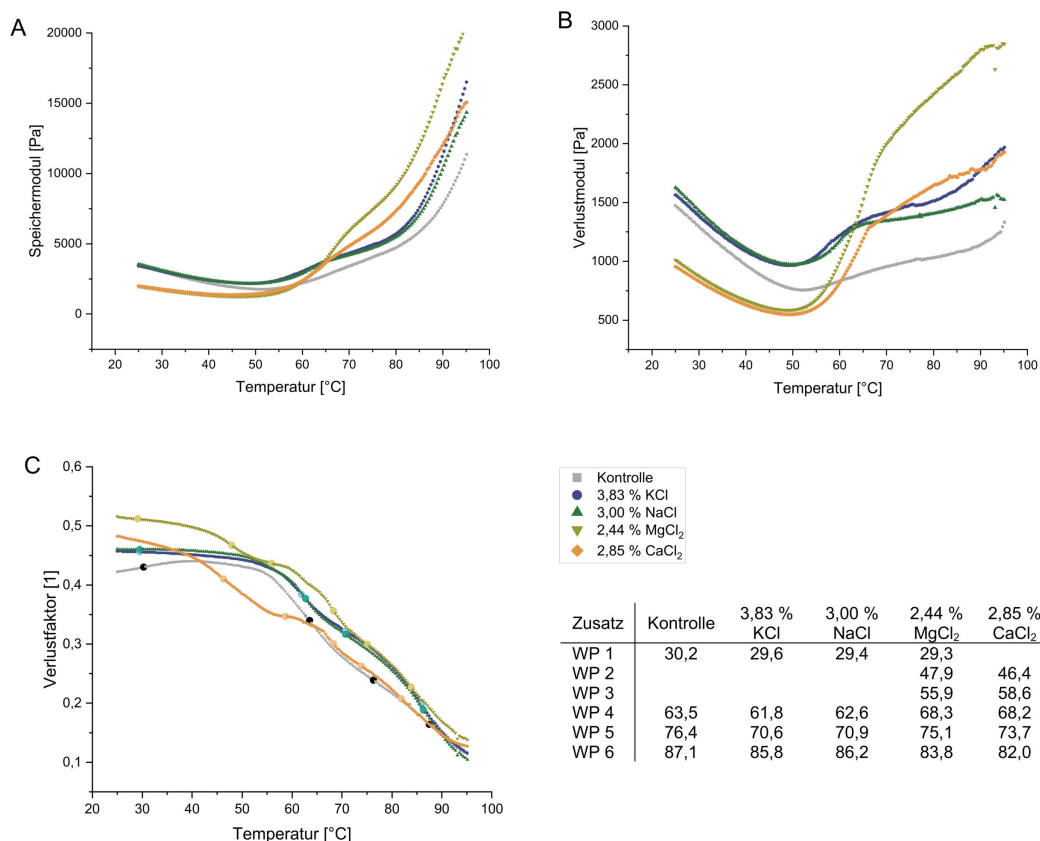 A
Speichermodul [Pa]
20000
15000
10000
5000
0
20 30 40 50 60 70 80 90 100
Temperatur [°C]
B
Verlustmodul [Pa]
3000
2500
2000
1500
1000
500
20 30 40 50 60 70 80 90 100
Temperatur [°C]
C
Verlustfaktor [1]
0,6
0,5
0,4
0,3
0,2
0,1
20 30 40 50 60 70 80 90 100
Temperatur [°C]
Kontrolle
3,83 % KCl
3,00 % NaCl
2,44 % MgCl₂
2,85 % CaCl₂
Zusatz Kontrolle 3,83 % KCl 3,00 % NaCl 2,44 % MgCl₂ 2,85 % CaCl₂
WP 1 30,2 29,6 29,4 29,3
WP 2 47,9 46,4
WP 3 55,9 58,6
WP 4 63,5 61,8 62,6 68,3 68,2
WP 5 76,4 70,6 70,9 75,1 73,7
WP 6 87,1 85,8 86,2 83,8 82,0